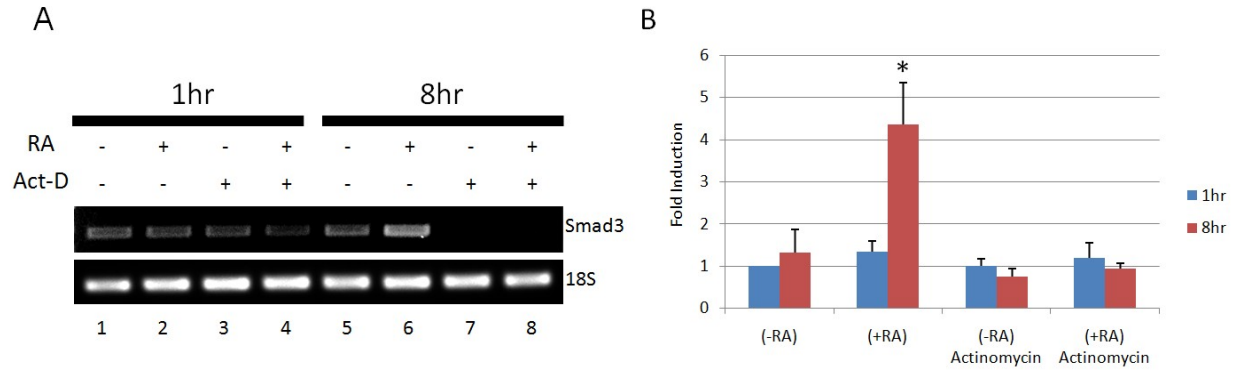 A
1hr 8hr
RA - + - + - + - +
Act-D - - + + - - + +
Smad3
18S
1 2 3 4 5 6 7 8
B
6
5
4
3
2
1
0
Fold Induction
*
(-RA) (+RA) (-RA) (+RA)
Actinomycin Actinomycin
1hr
8hr